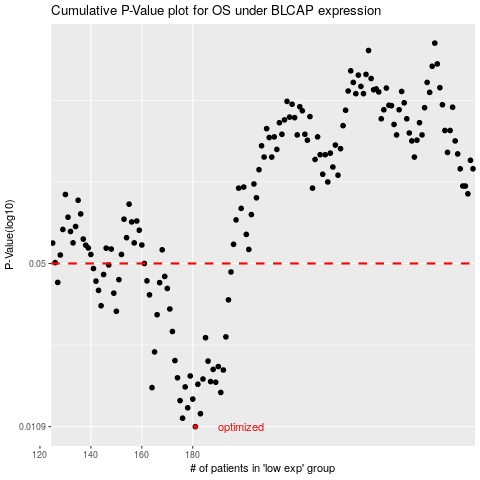 Cumulative P-Value plot for OS under BLCAP expression
P-Value(log10)
0.05
0.0109
optimized
120 140 160 180
# of patients in 'low exp' group